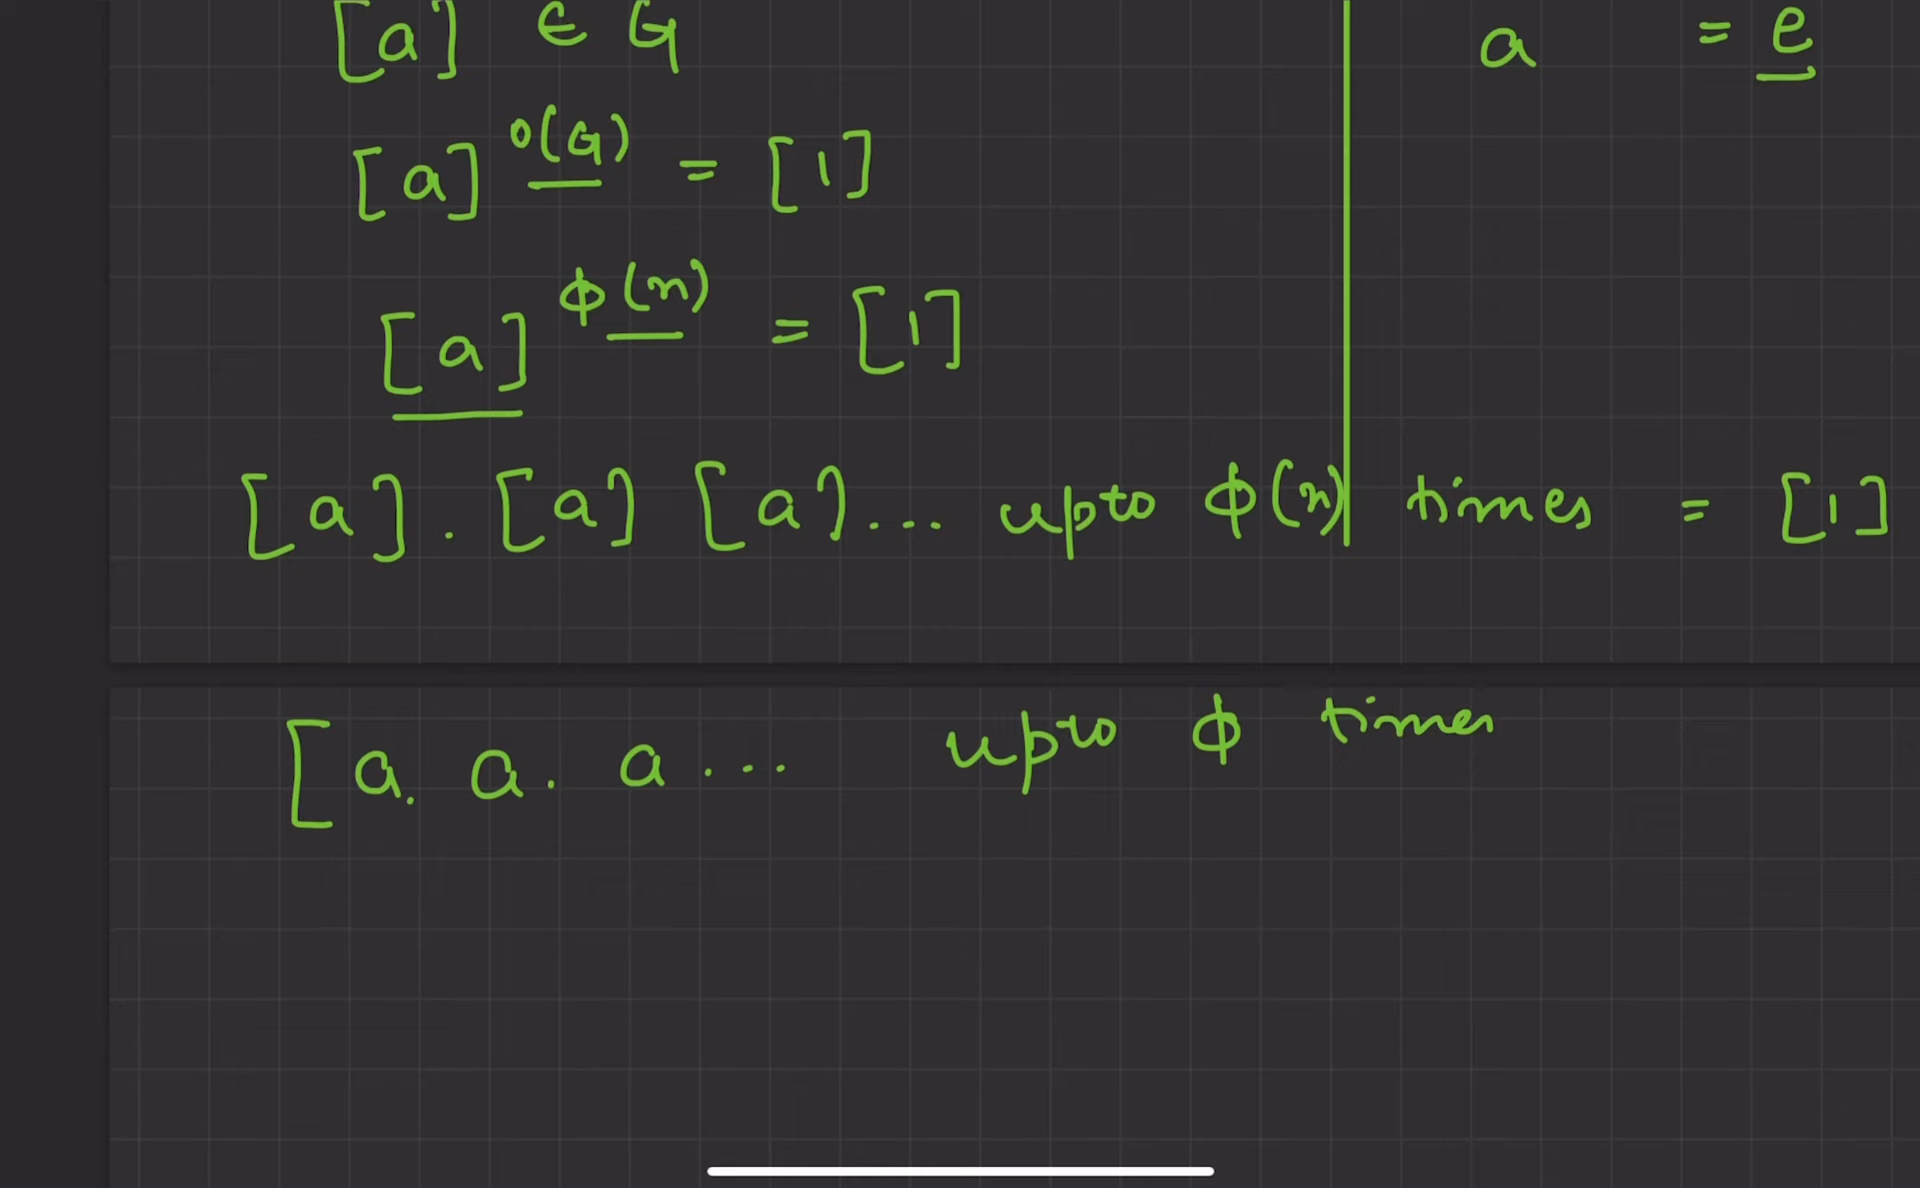 [a] ∈ G
a = e
[a]^{o(G)} = [1]
[a]^{ϕ(n)} = [1]
[a] . [a] [a] ... upto ϕ(n) times = [1]
[a. a. a .... upto ϕ times